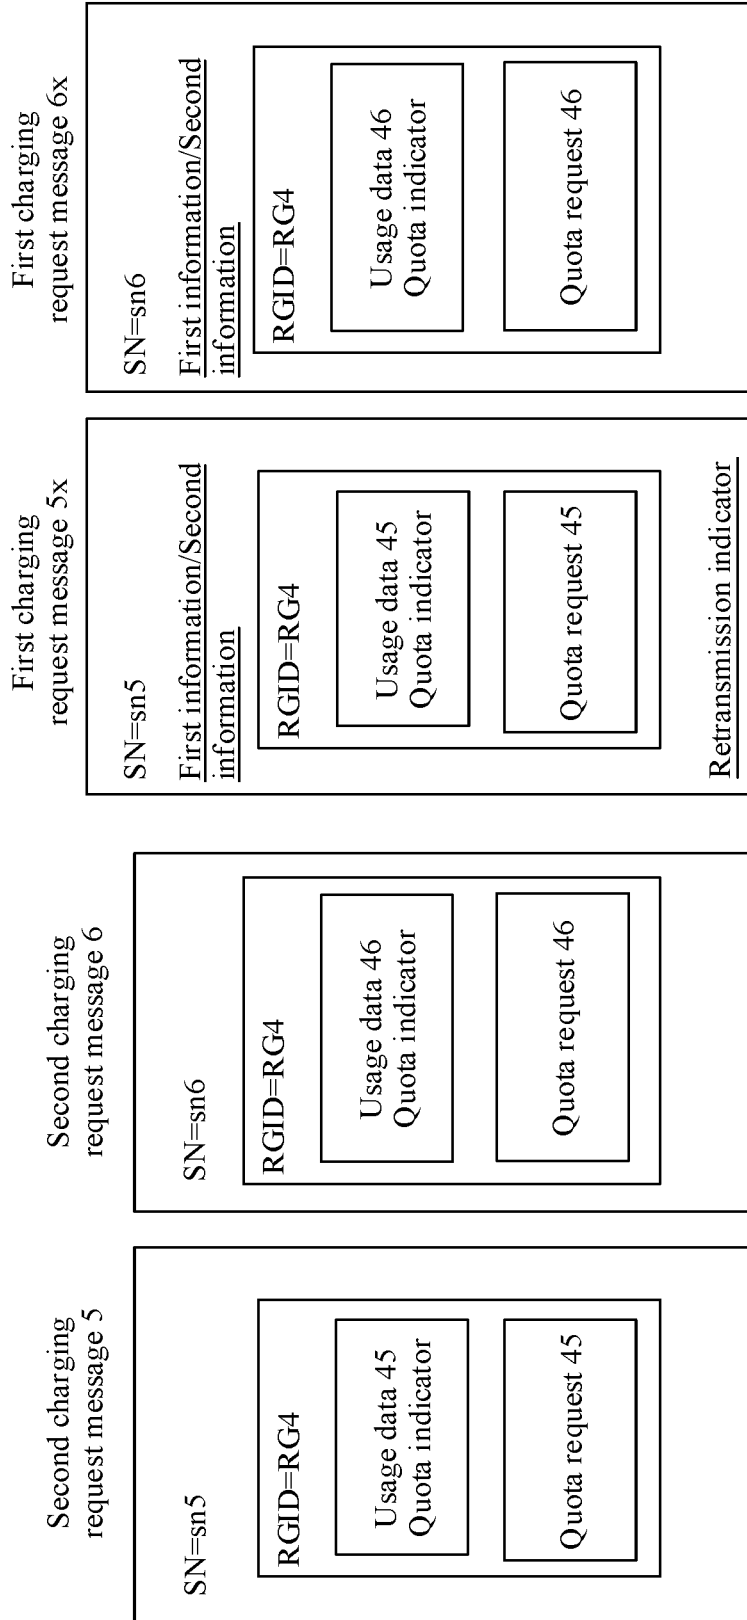 Second charging
request message 5
SN=sn5
RGID=RG4
Usage data 45
Quota indicator
Quota request 45
Second charging
request message 6
SN=sn6
RGID=RG4
Usage data 46
Quota indicator
Quota request 46
First charging
request message 5x
SN=sn5
First information/Second
information
RGID=RG4
Usage data 45
Quota indicator
Quota request 45
Retransmission indicator
First charging
request message 6x
SN=sn6
First information/Second
information
RGID=RG4
Usage data 46
Quota indicator
Quota request 46